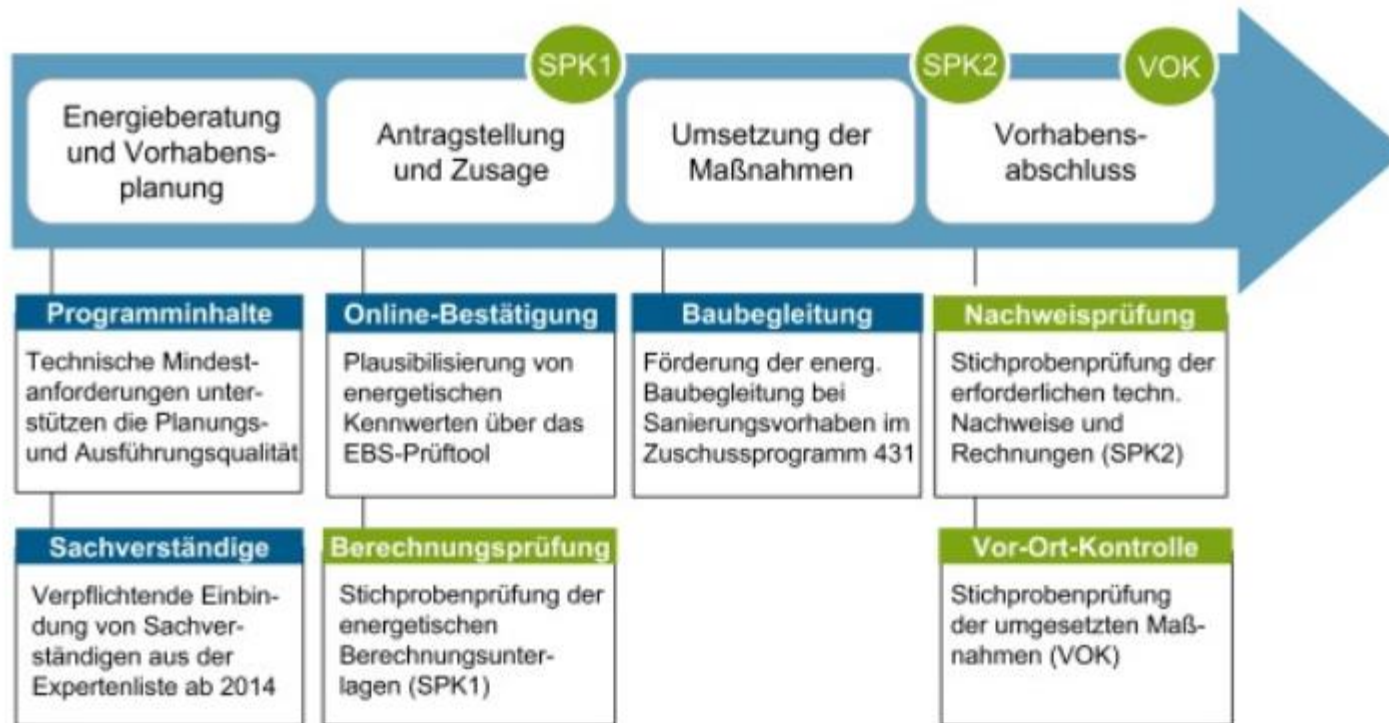 SPK1
SPK2
VOK
Energieberatung
und Vorhabens-
planung
Antragstellung
und Zusage
Umsetzung der
Maßnahmen
Vorhabens-
abschluss
Programminhalte
Technische Mindest-
anforderungen unter-
stützen die Planungs-
und Ausführungsqualität
Online-Bestätigung
Plausibilisierung von
energetischen
Kennwerten über das
EBS-Prüftool
Baubegleitung
Förderung der energ.
Baubegleitung bei
Sanierungsvorhaben im
Zuschussprogramm 431
Nachweisprüfung
Stichprobenprüfung der
erforderlichen techn.
Nachweise und
Rechnungen (SPK2)
Sachverständige
Verpflichtende Einbin-
dung von Sachver-
ständigen aus der
Expertenliste ab 2014
Berechnungsprüfung
Stichprobenprüfung der
energetischen
Berechnungsunter-
lagen (SPK1)
Vor-Ort-Kontrolle
Stichprobenprüfung
der umgesetzten Maß-
nahmen (VOK)